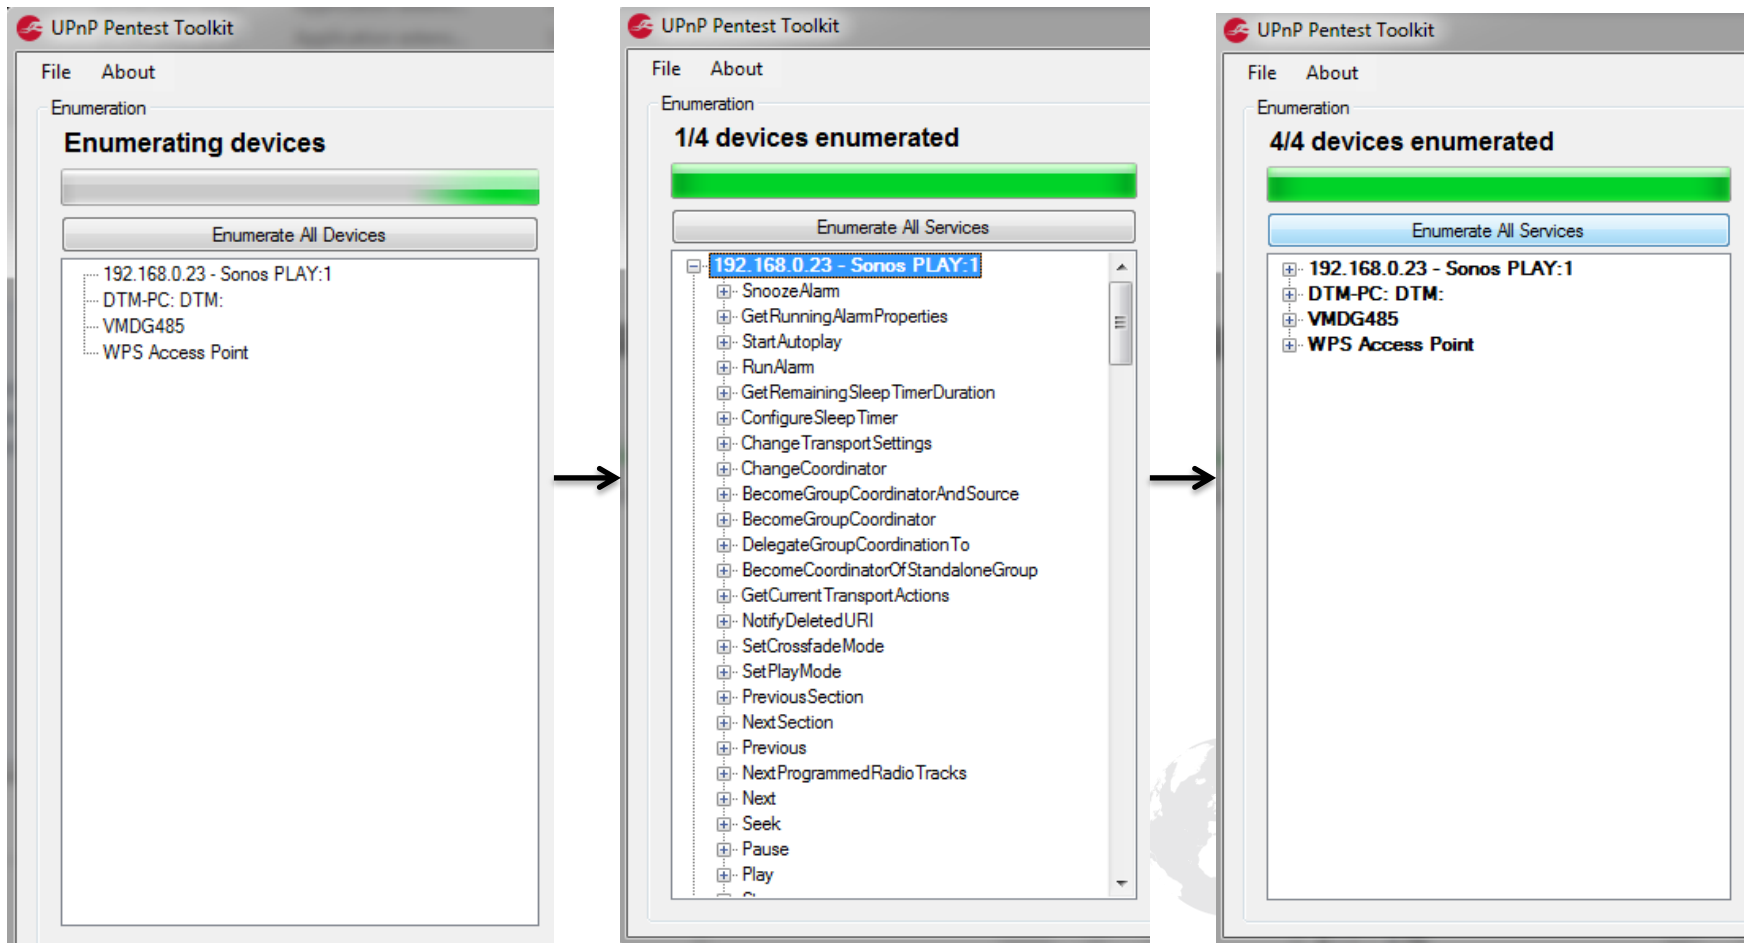 UPnP Pentest Toolkit
File About
Enumeration
Enumerating devices
Enumerate All Devices
192.168.0.23 - Sonos PLAY:1
DTM-PC: DTM:
VMDG485
WPS Access Point
UPnP Pentest Toolkit
File About
Enumeration
1/4 devices enumerated
Enumerate All Services
192.168.0.23 - Sonos PLAY:1
SnoozeAlarm
GetRunningAlarmProperties
StartAutoplay
RunAlarm
GetRemainingSleepTimerDuration
ConfigureSleepTimer
ChangeTransportSettings
ChangeCoordinator
BecomeGroupCoordinatorAndSource
BecomeGroupCoordinator
DelegateGroupCoordinationTo
BecomeCoordinatorOfStandaloneGroup
GetCurrentTransportActions
NotifyDeletedURI
SetCrossfadeMode
SetPlayMode
PreviousSection
NextSection
Previous
NextProgrammedRadioTracks
Next
Seek
Pause
Play
UPnP Pentest Toolkit
File About
Enumeration
4/4 devices enumerated
Enumerate All Services
192.168.0.23 - Sonos PLAY:1
DTM-PC: DTM:
VMDG485
WPS Access Point